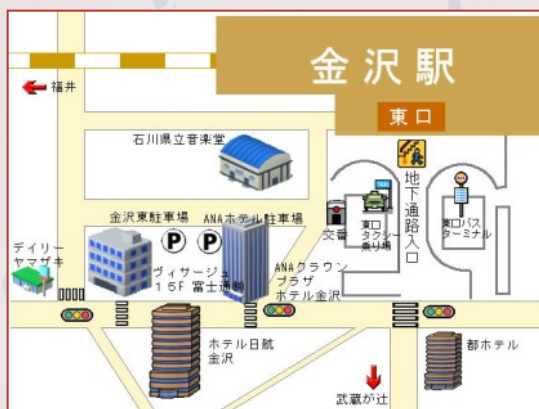 金沢駅
東口
福井
石川県立音楽堂
地下通路入口
TAXI
金沢東駐車場
ANAホテル駐車場
P
P
交番
東口
タクシー
乗り場
東口バス
ターミナル
デイリー
ヤマザキ
ヴィサージュ
15F 富士通㈱
ANAクラウン
プラザ
ホテル金沢
ホテル日航
金沢
都ホテル
武蔵が辻